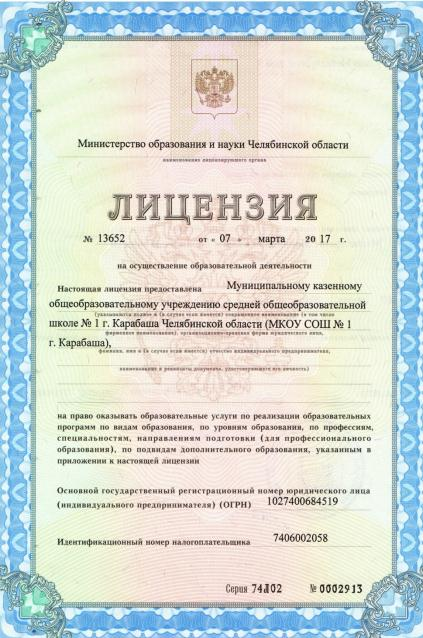 Министерство образования и науки Челябинской области
наименование лицензирующего органа
ЛИЦЕНЗИЯ
№ 13652 от « 07 » марта 20 17 г.
на осуществление образовательной деятельности
Настоящая лицензия предоставлена Муниципальному казенному
общеобразовательному учреждению средней общеобразовательной
(указываются полное и (в случае если имеется) сокращенное наименование (в том числе
школе № 1 г. Карабаша Челябинской области (МКОУ СОШ № 1
фирменное наименование), организационно-правовая форма юридического лица,
г. Карабаша),
фамилия, имя и (в случае если имеется) отчество индивидуального предпринимателя,
наименование и реквизиты документа, удостоверяющего его личность)
на право оказывать образовательные услуги по реализации образовательных
программ по видам образования, по уровням образования, по профессиям,
специальностям, направлениям подготовки (для профессионального
образования), по подвидам дополнительного образования, указанным в
приложении к настоящей лицензии
Основной государственный регистрационный номер юридического лица
(индивидуального предпринимателя) (ОГРН) 1027400684519
Идентификационный номер налогоплательщика 7406002058
Серия 74Л02 № 0002913